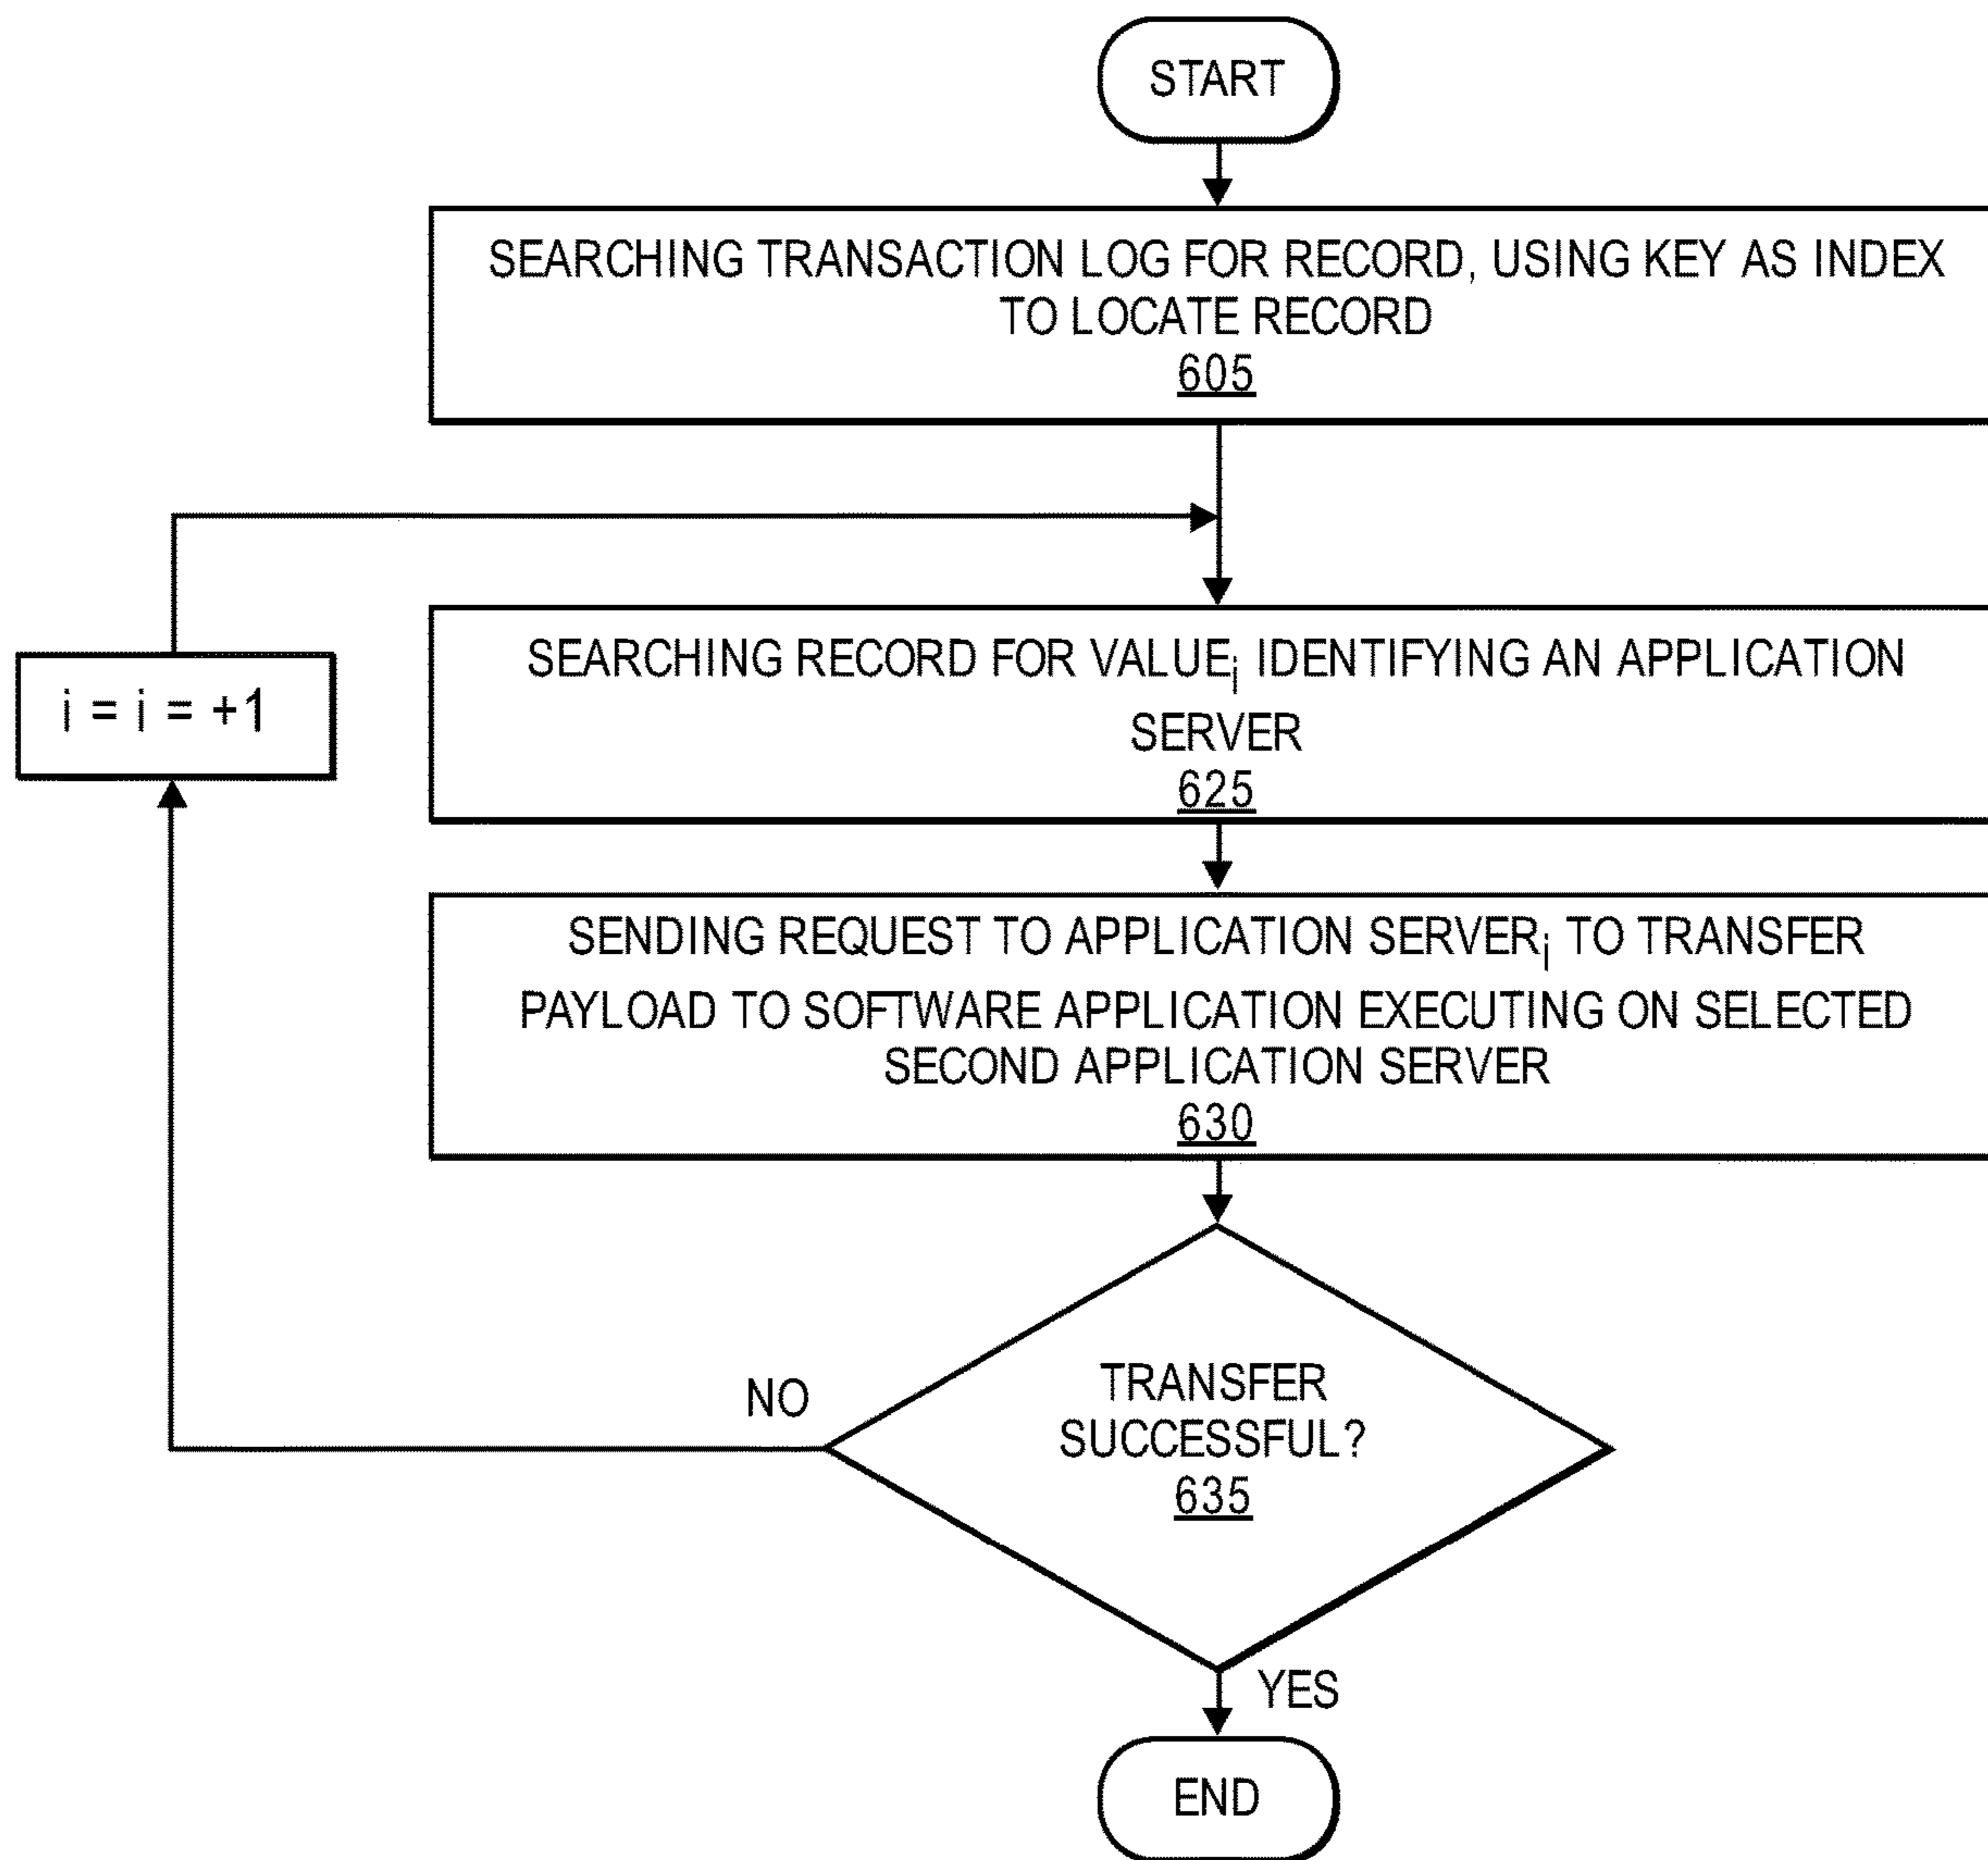 START
SEARCHING TRANSACTION LOG FOR RECORD, USING KEY AS INDEX
TO LOCATE RECORD
605
i = i = +1
SEARCHING RECORD FOR VALUEi IDENTIFYING AN APPLICATION
SERVER
625
SENDING REQUEST TO APPLICATION SERVERi TO TRANSFER
PAYLOAD TO SOFTWARE APPLICATION EXECUTING ON SELECTED
SECOND APPLICATION SERVER
630
NO
TRANSFER
SUCCESSFUL?
635
YES
END